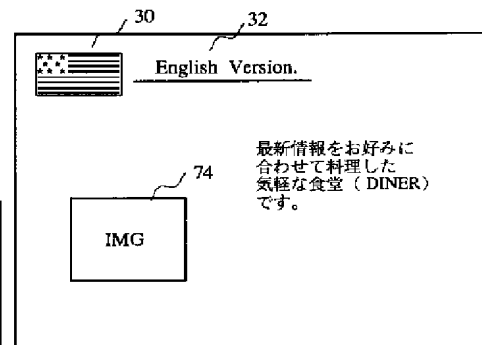 30
32
English Version.
最新情報をお好みに
合わせて料理した
気軽な食堂（DINER）
です。
74
IMG